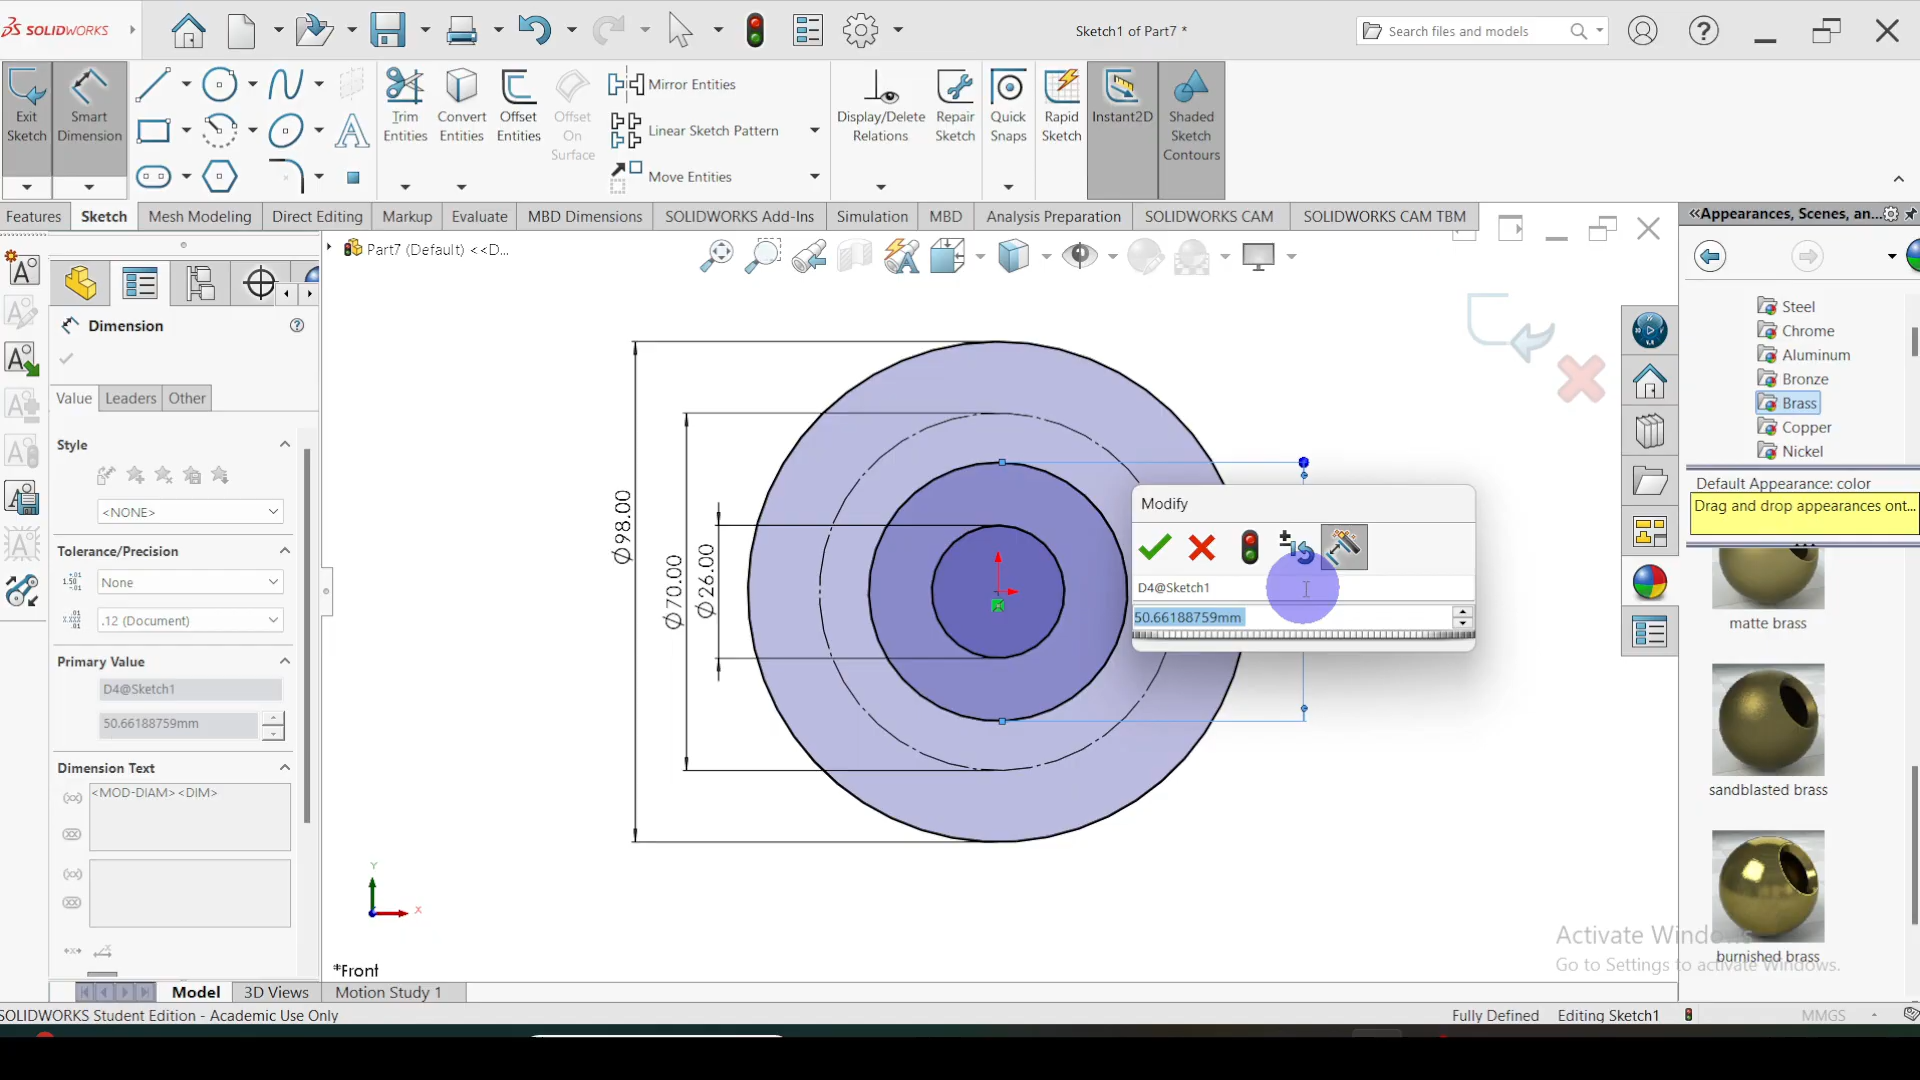 SOLIDWORKS
Sketch1 of Part7 *
Search files and models
Exit Sketch
Smart Dimension
Trim Entities
Convert Entities
Offset Entities
Offset On Surface
Mirror Entities
Linear Sketch Pattern
Move Entities
Display/Delete Relations
Repair Sketch
Quick Snaps
Rapid Sketch
Instant2D
Shaded Sketch Contours
Features
Sketch
Mesh Modeling
Direct Editing
Markup
Evaluate
MBD Dimensions
SOLIDWORKS Add-Ins
Simulation
MBD
Analysis Preparation
SOLIDWORKS CAM
SOLIDWORKS CAM TBM
«Appearances, Scenes, an...
Part7 (Default) <<D...
Dimension
Value
Leaders
Other
Style
<NONE>
Tolerance/Precision
None
.12 (Document)
Primary Value
D4@Sketch1
50.66188759mm
Dimension Text
<MOD-DIAM><DIM>
Ø98.00
Ø70.00
Ø26.00
Modify
D4@Sketch1
50.66188759mm
Y
X
*Front
Steel
Chrome
Aluminum
Bronze
Brass
Copper
Nickel
Default Appearance: color
Drag and drop appearances ont...
matte brass
sandblasted brass
burnished brass
Activate Windows
Go to Settings to activate Windows.
Model
3D Views
Motion Study 1
SOLIDWORKS Student Edition - Academic Use Only
Fully Defined
Editing Sketch1
MMGS